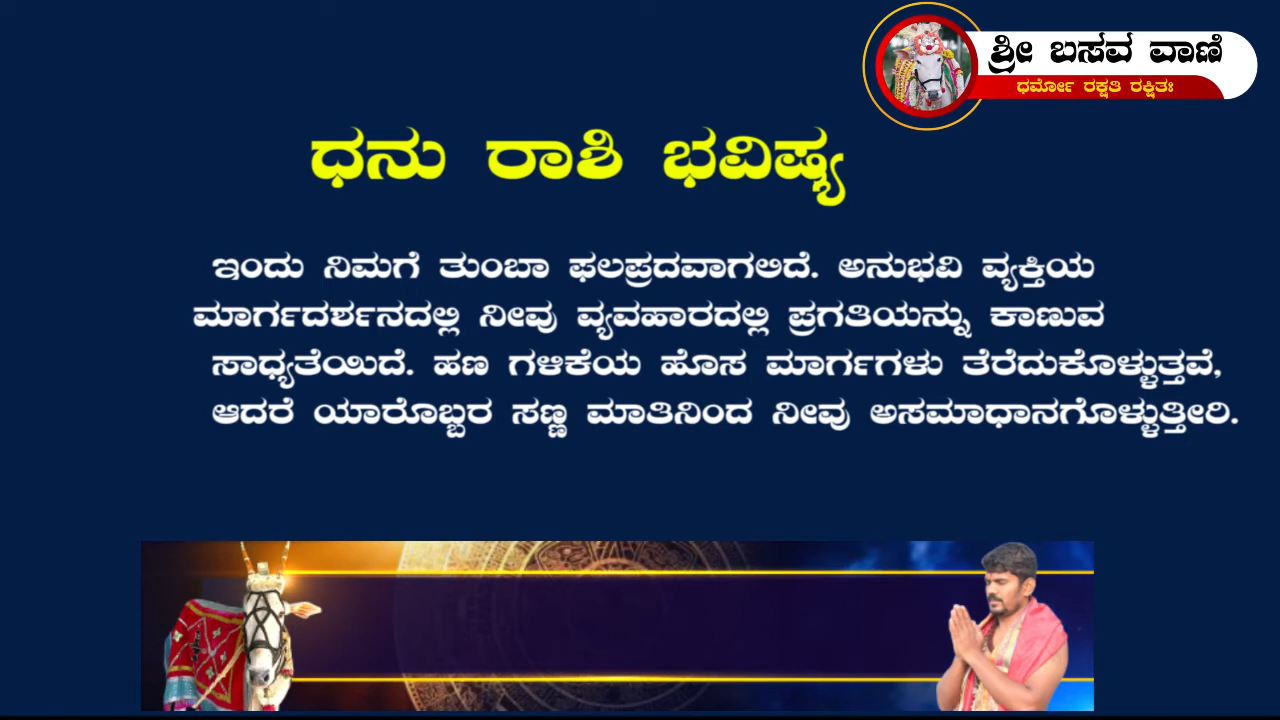 ಶ್ರೀ ಬಸವ ವಾಣಿ
ಧರ್ಮೋ ರಕ್ಷತಿ ರಕ್ಷಿತಃ
ಧನು ರಾಶಿ ಭವಿಷ್ಯ
ಇಂದು ನಿಮಗೆ ತುಂಬಾ ಫಲಪ್ರದವಾಗಲಿದೆ. ಅನುಭವಿ ವ್ಯಕ್ತಿಯ
ಮಾರ್ಗದರ್ಶನದಲ್ಲಿ ನೀವು ವ್ಯವಹಾರದಲ್ಲಿ ಪ್ರಗತಿಯನ್ನು ಕಾಣುವ
ಸಾಧ್ಯತೆಯಿದೆ. ಹಣ ಗಳಿಕೆಯ ಹೊಸ ಮಾರ್ಗಗಳು ತೆರೆದುಕೊಳ್ಳುತ್ತವೆ,
ಆದರೆ ಯಾರೊಬ್ಬರ ಸಣ್ಣ ಮಾತಿನಿಂದ ನೀವು ಅಸಮಾಧಾನಗೊಳ್ಳುತ್ತೀರಿ.